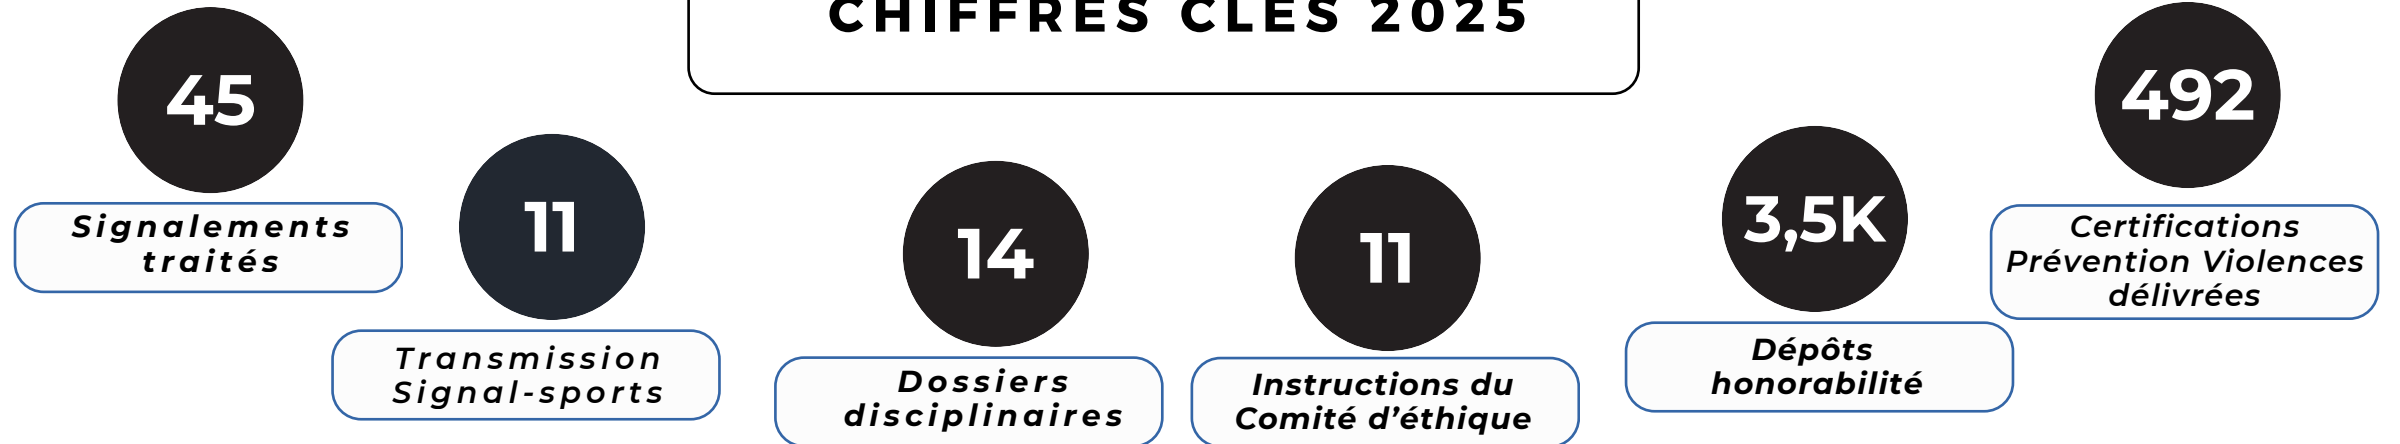 CHIFFRES CLES 2025
45
Signalements
traités
11
Transmission
Signal-sports
14
Dossiers
disciplinaires
11
Instructions du
Comité d’éthique
3,5K
Dépôts
honorabilité
492
Certifications
Prévention Violences
délivrées